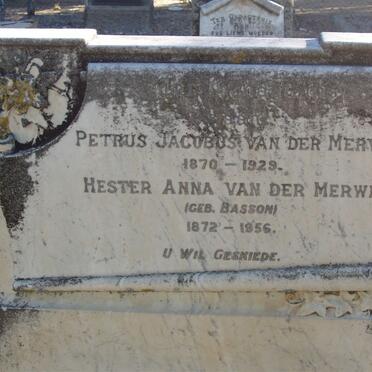 PETRUS JACOBUS VAN DER MERW
1870 – 1929.
HESTER ANNA VAN DER MERWE
(GEB. BASSON)
1872 – 1956.
U WIL GESKIEDE.